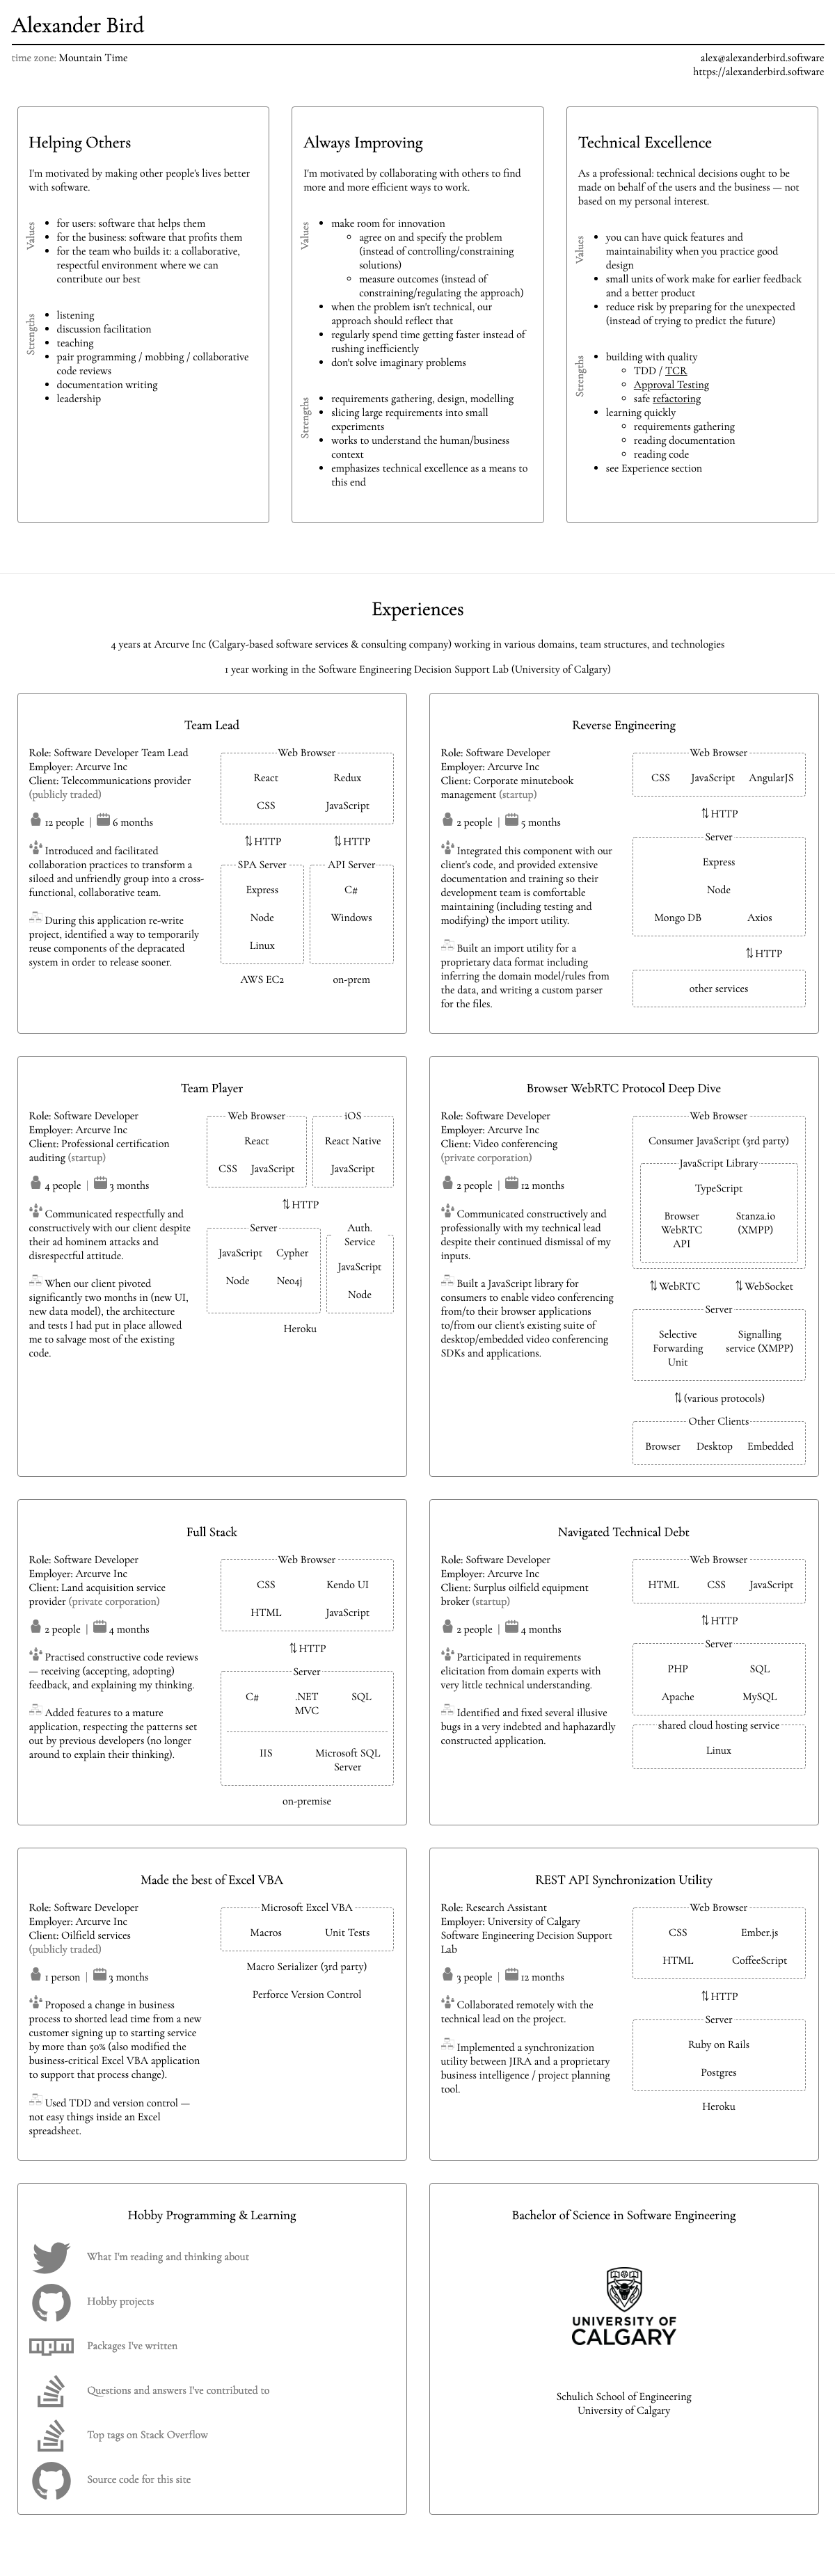 Alexander Bird
time zone: Mountain Time
alex@alexanderbird.software
https://alexanderbird.software
Helping Others
I'm motivated by making other people's lives better
with software.
Values
for users: software that helps them
for the business: software that profits them
for the team who builds it: a collaborative,
respectful environment where we can
contribute our best
Strengths
listening
discussion facilitation
teaching
pair programming / mobbing / collaborative
code reviews
documentation writing
leadership
Always Improving
I'm motivated by collaborating with others to find
more and more efficient ways to work.
Values
make room for innovation
agree on and specify the problem
(instead of controlling/constraining
solutions)
measure outcomes (instead of
constraining/regulating the approach)
when the problem isn't technical, our
approach should reflect that
regularly spend time getting faster instead of
rushing inefficiently
don't solve imaginary problems
Strengths
requirements gathering, design, modelling
slicing large requirements into small
experiments
works to understand the human/business
context
emphasizes technical excellence as a means to
this end
Technical Excellence
As a professional: technical decisions ought to be
made on behalf of the users and the business — not
based on my personal interest.
Values
you can have quick features and
maintainability when you practice good
design
small units of work make for earlier feedback
and a better product
reduce risk by preparing for the unexpected
(instead of trying to predict the future)
Strengths
building with quality
TDD / TCR
Approval Testing
safe refactoring
learning quickly
requirements gathering
reading documentation
reading code
see Experience section
Experiences
4 years at Arcurve Inc (Calgary-based software services & consulting company) working in various domains, team structures, and technologies
1 year working in the Software Engineering Decision Support Lab (University of Calgary)
Team Lead
Role: Software Developer Team Lead
Employer: Arcurve Inc
Client: Telecommunications provider
(publicly traded)
12 people | 6 months
Introduced and facilitated
collaboration practices to transform a
siloed and unfriendly group into a cross-
functional, collaborative team.
During this application re-write
project, identified a way to temporarily
reuse components of the depracated
system in order to release sooner.
Web Browser
React Redux
CSS JavaScript
⇅ HTTP ⇅ HTTP
SPA Server API Server
Express C#
Node Windows
Linux
AWS EC2 on-prem
Reverse Engineering
Role: Software Developer
Employer: Arcurve Inc
Client: Corporate minutebook
management (startup)
2 people | 5 months
Integrated this component with our
client's code, and provided extensive
documentation and training so their
development team is comfortable
maintaining (including testing and
modifying) the import utility.
Built an import utility for a
proprietary data format including
inferring the domain model/rules from
the data, and writing a custom parser
for the files.
Web Browser
CSS JavaScript AngularJS
⇅ HTTP
Server
Express
Node
Mongo DB Axios
⇅ HTTP
other services
Team Player
Role: Software Developer
Employer: Arcurve Inc
Client: Professional certification
auditing (startup)
4 people | 3 months
Communicated respectfully and
constructively with our client despite
their ad hominem attacks and
disrespectful attitude.
When our client pivoted
significantly two months in (new UI,
new data model), the architecture
and tests I had put in place allowed
me to salvage most of the existing
code.
Web Browser iOS
React React Native
CSS JavaScript JavaScript
⇅ HTTP
Server Auth.
Service
JavaScript Cypher JavaScript
Node Neo4j Node
Heroku
Browser WebRTC Protocol Deep Dive
Role: Software Developer
Employer: Arcurve Inc
Client: Video conferencing
(private corporation)
2 people | 12 months
Communicated constructively and
professionally with my technical lead
despite their continued dismissal of my
inputs.
Built a JavaScript library for
consumers to enable video conferencing
from/to their browser applications
to/from our client's existing suite of
desktop/embedded video conferencing
SDKs and applications.
Web Browser
Consumer JavaScript (3rd party)
JavaScript Library
TypeScript
Browser Stanza.io
WebRTC (XMPP)
API
⇅ WebRTC ⇅ WebSocket
Server
Selective Signalling
Forwarding service (XMPP)
Unit
⇅ (various protocols)
Other Clients
Browser Desktop Embedded
Full Stack
Role: Software Developer
Employer: Arcurve Inc
Client: Land acquisition service
provider (private corporation)
2 people | 4 months
Practised constructive code reviews
— receiving (accepting, adopting)
feedback, and explaining my thinking.
Added features to a mature
application, respecting the patterns set
out by previous developers (no longer
around to explain their thinking).
Web Browser
CSS Kendo UI
HTML JavaScript
⇅ HTTP
Server
C# .NET SQL
MVC
IIS Microsoft SQL
Server
on-premise
Navigated Technical Debt
Role: Software Developer
Employer: Arcurve Inc
Client: Surplus oilfield equipment
broker (startup)
2 people | 4 months
Participated in requirements
elicitation from domain experts with
very little technical understanding.
Identified and fixed several illusive
bugs in a very indebted and haphazardly
constructed application.
Web Browser
HTML CSS JavaScript
⇅ HTTP
Server
PHP SQL
Apache MySQL
shared cloud hosting service
Linux
Made the best of Excel VBA
Role: Software Developer
Employer: Arcurve Inc
Client: Oilfield services
(publicly traded)
1 person | 3 months
Proposed a change in business
process to shorted lead time from a new
customer signing up to starting service
by more than 50% (also modified the
business-critical Excel VBA application
to support that process change).
Used TDD and version control —
not easy things inside an Excel
spreadsheet.
Microsoft Excel VBA
Macros Unit Tests
Macro Serializer (3rd party)
Perforce Version Control
REST API Synchronization Utility
Role: Research Assistant
Employer: University of Calgary
Software Engineering Decision Support
Lab
3 people | 12 months
Collaborated remotely with the
technical lead on the project.
Implemented a synchronization
utility between JIRA and a proprietary
business intelligence / project planning
tool.
Web Browser
CSS Ember.js
HTML CoffeeScript
⇅ HTTP
Server
Ruby on Rails
Postgres
Heroku
Hobby Programming & Learning
What I'm reading and thinking about
Hobby projects
npm
Packages I've written
Questions and answers I've contributed to
Top tags on Stack Overflow
Source code for this site
Bachelor of Science in Software Engineering
UNIVERSITY OF
CALGARY
Schulich School of Engineering
University of Calgary